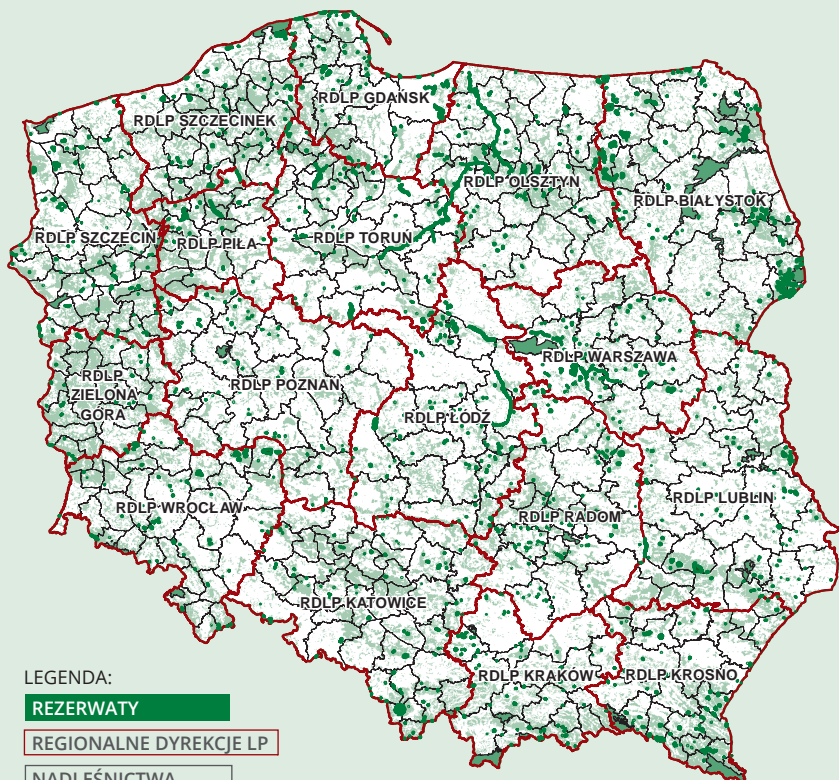 RDLP GDAŃSK
RDLP SZCZECINEK
RDLP OLSZTYN
RDLP BIAŁYSTOK
RDLP SZCZECIN
RDLP PIŁA
RDLP TORUŃ
RDLP WARSZAWA
RDLP
ZIELONA
GÓRA
RDLP POZNAŃ
RDLP ŁÓDŹ
RDLP WROCŁAW
RDLP RADOM
RDLP LUBLIN
RDLP KATOWICE
RDLP KRAKÓW
RDLP KROSNO
LEGENDA:
REZERWATY
REGIONALNE DYREKCJE LP
NADLEŚNICTWA